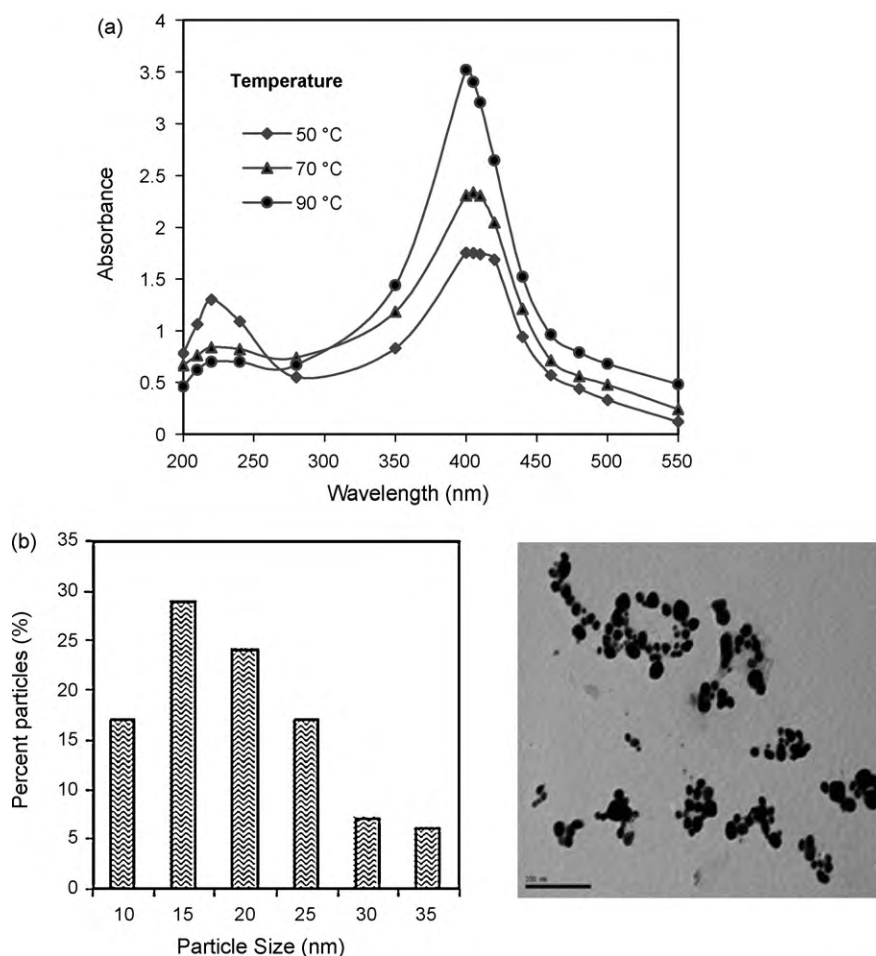 (a)
4
3.5
3
2.5
2
1.5
1
0.5
0
Absorbance
Temperature
50 °C
70 °C
90 °C
200 250 300 350 400 450 500 550
Wavelength (nm)
(b)
35
30
25
20
15
10
5
0
Percent particles (%)
10 15 20 25 30 35
Particle Size (nm)
200 nm